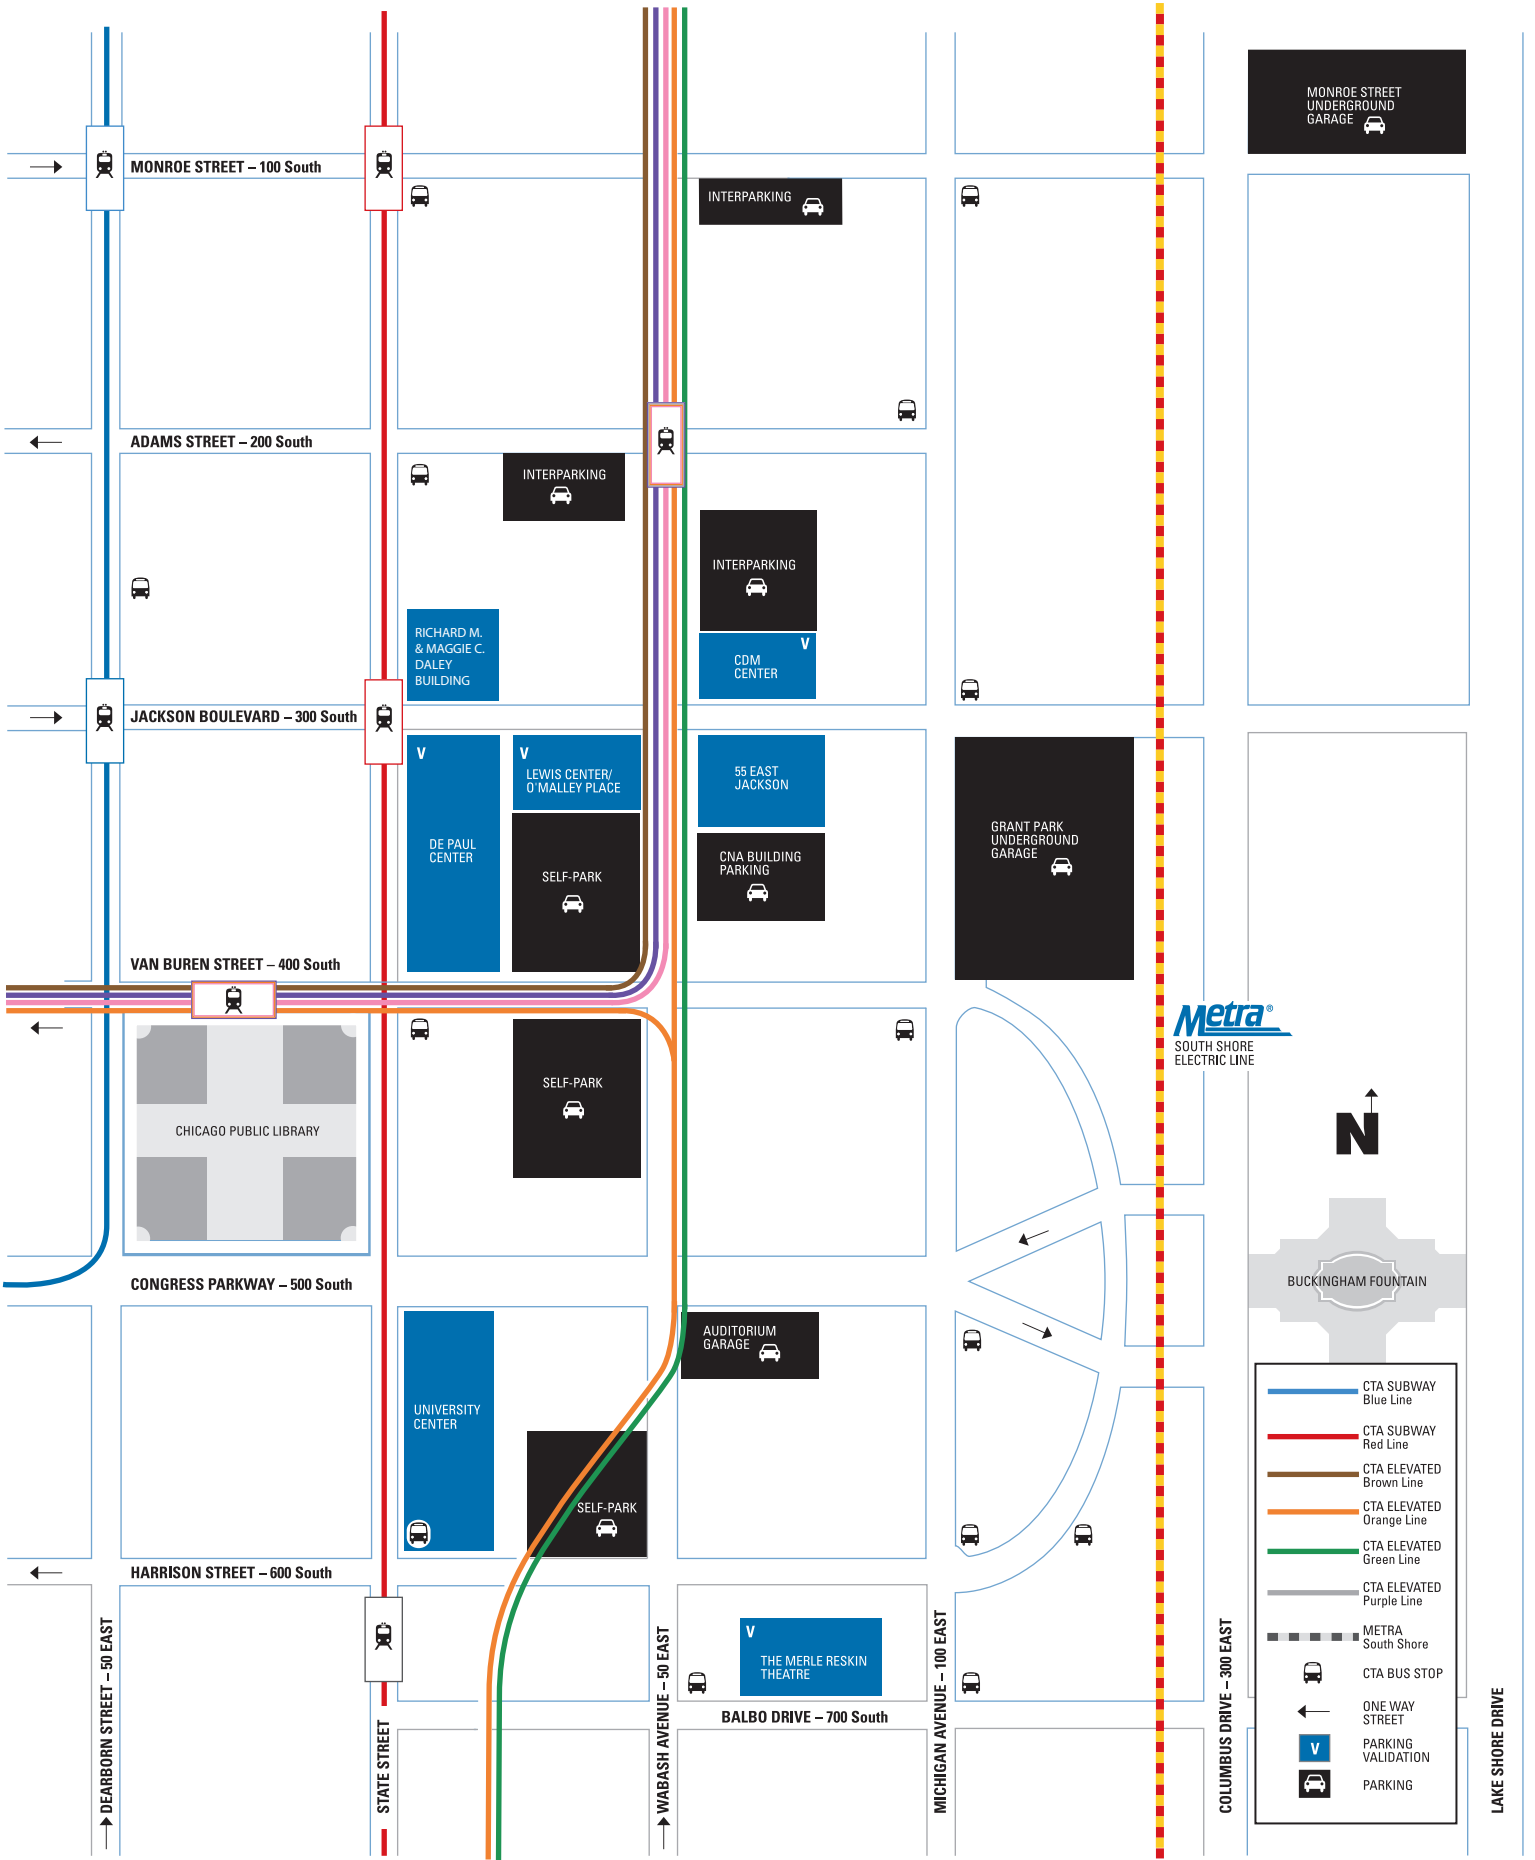 MONROE STREET
UNDERGROUND
GARAGE
MONROE STREET – 100 South
INTERPARKING
ADAMS STREET – 200 South
INTERPARKING
INTERPARKING
RICHARD M.
& MAGGIE C.
DALEY
BUILDING
V
CDM
CENTER
JACKSON BOULEVARD – 300 South
V
DE PAUL
CENTER
V
LEWIS CENTER/
O'MALLEY PLACE
55 EAST
JACKSON
SELF-PARK
CNA BUILDING
PARKING
GRANT PARK
UNDERGROUND
GARAGE
VAN BUREN STREET – 400 South
Metra®
SOUTH SHORE
ELECTRIC LINE
SELF-PARK
CHICAGO PUBLIC LIBRARY
N
BUCKINGHAM FOUNTAIN
CONGRESS PARKWAY – 500 South
AUDITORIUM
GARAGE
UNIVERSITY
CENTER
SELF-PARK
HARRISON STREET – 600 South
V
THE MERLE RESKIN
THEATRE
BALBO DRIVE – 700 South
DEARBORN STREET – 50 EAST
STATE STREET
WABASH AVENUE – 50 EAST
MICHIGAN AVENUE – 100 EAST
COLUMBUS DRIVE – 300 EAST
LAKE SHORE DRIVE
CTA SUBWAY
Blue Line
CTA SUBWAY
Red Line
CTA ELEVATED
Brown Line
CTA ELEVATED
Orange Line
CTA ELEVATED
Green Line
CTA ELEVATED
Purple Line
METRA
South Shore
CTA BUS STOP
ONE WAY
STREET
V
PARKING
VALIDATION
PARKING